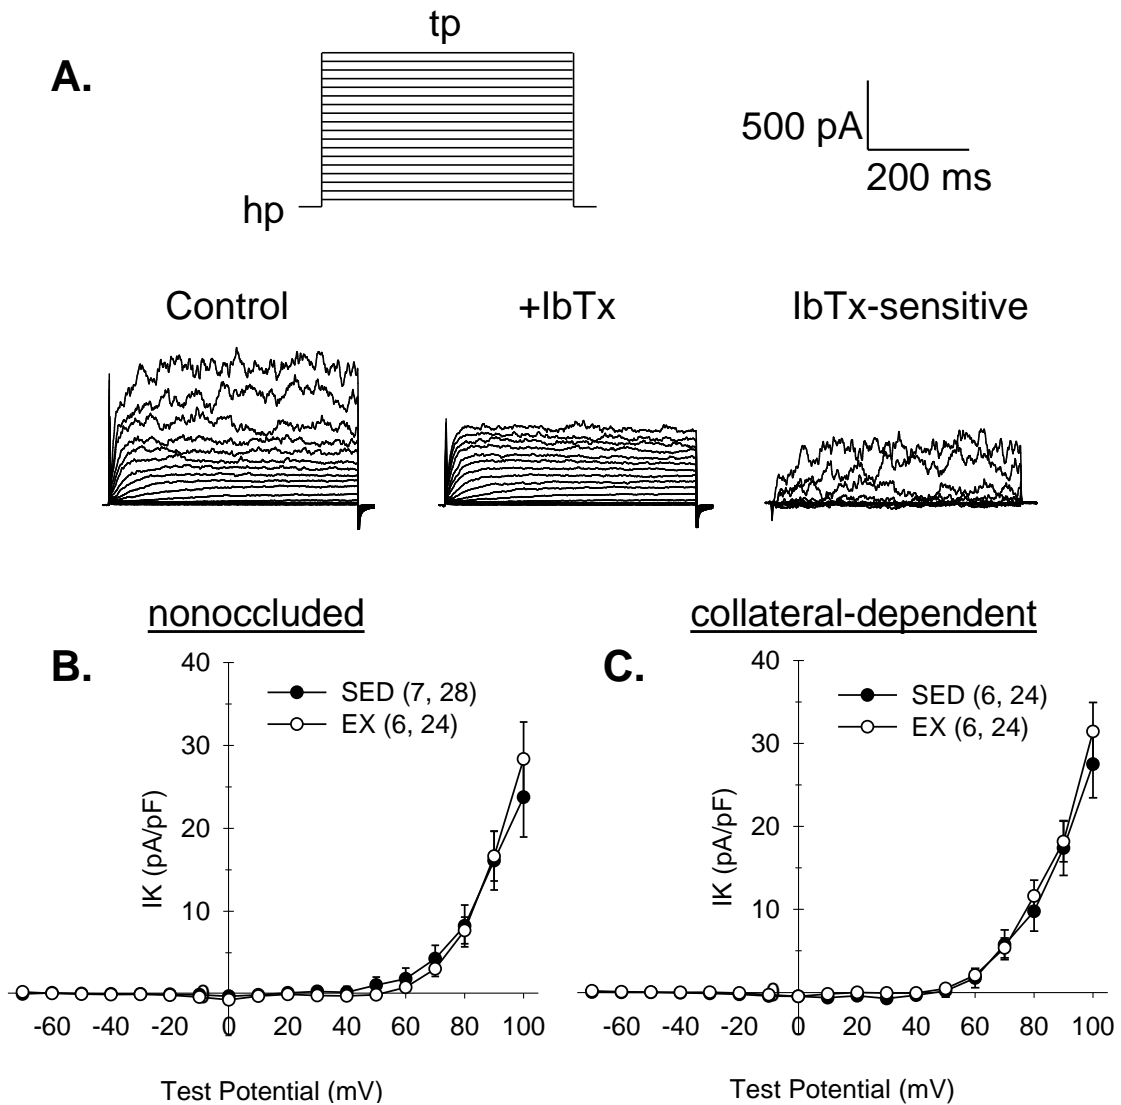 tp
A.
500 pA
200 ms
hp
Control
+IbTx
IbTx-sensitive
nonoccluded
collateral-dependent
B.
40
30
20
10
IK (pA/pF)
SED (7, 28)
EX (6, 24)
-60 -40 -20 0 20 40 60 80 100
Test Potential (mV)
C.
40
30
20
10
IK (pA/pF)
SED (6, 24)
EX (6, 24)
-60 -40 -20 0 20 40 60 80 100
Test Potential (mV)